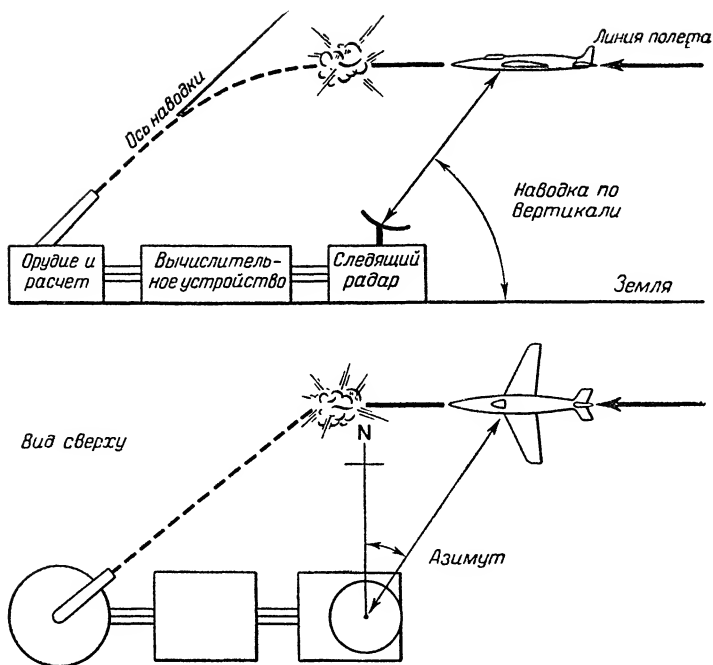 Линия полета
Ось наводки
Наводка по
вертикали
Орудие и
расчет
Вычислитель-
ное устройство
Следящий
радар
Земля
Вид сверху
N
Азимут